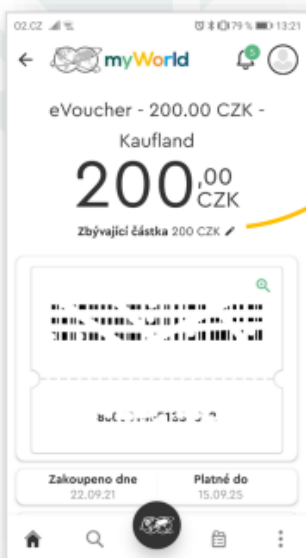 02.CZ 79 % 13:21
myWorld
5
eVoucher - 200.00 CZK -
Kaufland
200,00
CZK
Zbývající částka 200 CZK
Zakoupeno dne
22.09.21
Platné do
15.09.25